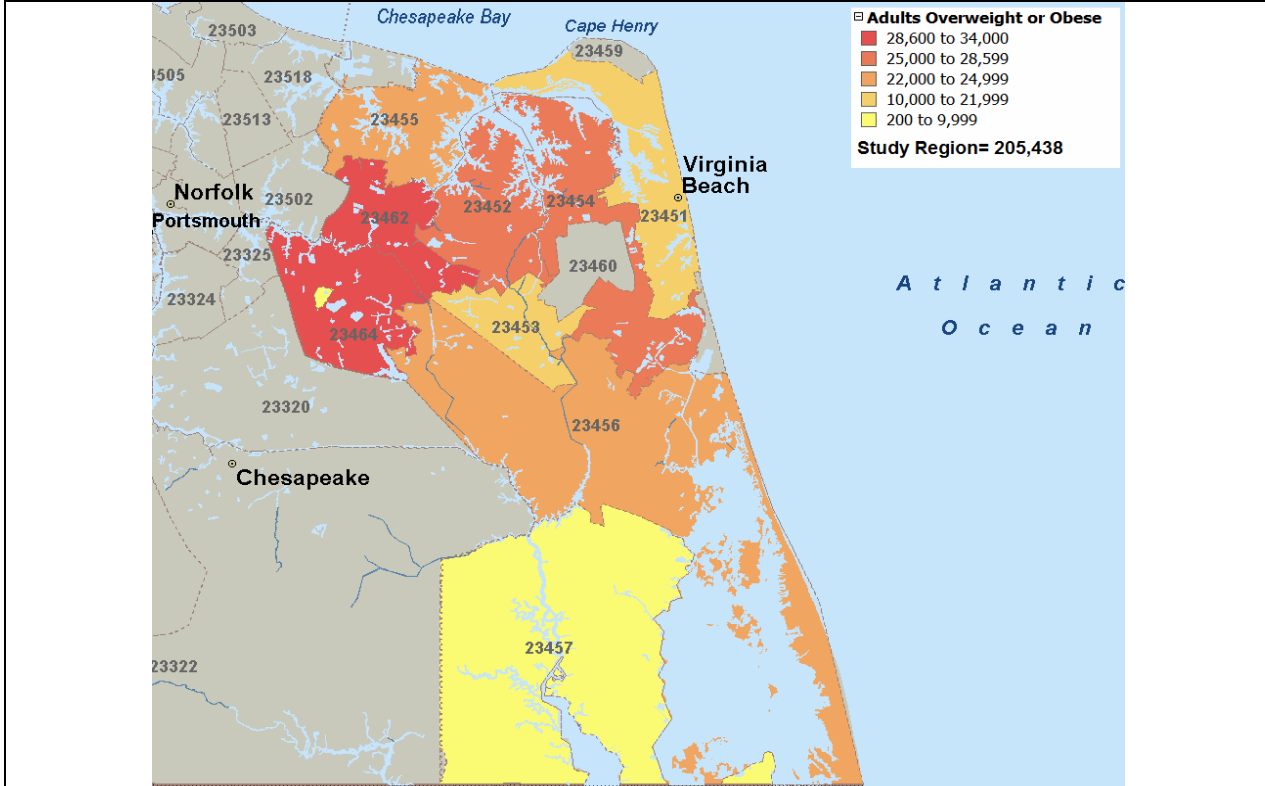 23503
Chesapeake Bay
Cape Henry
23459
3505
23518
23513
23455
Adults Overweight or Obese
28,600 to 34,000
25,000 to 28,599
22,000 to 24,999
10,000 to 21,999
200 to 9,999
Study Region= 205,438
Norfolk
Portsmouth
23502
23462
23452
23454
Virginia
Beach
23451
23325
23460
23324
23464
23453
Atlantic
Ocean
23320
23456
Chesapeake
23457
23322